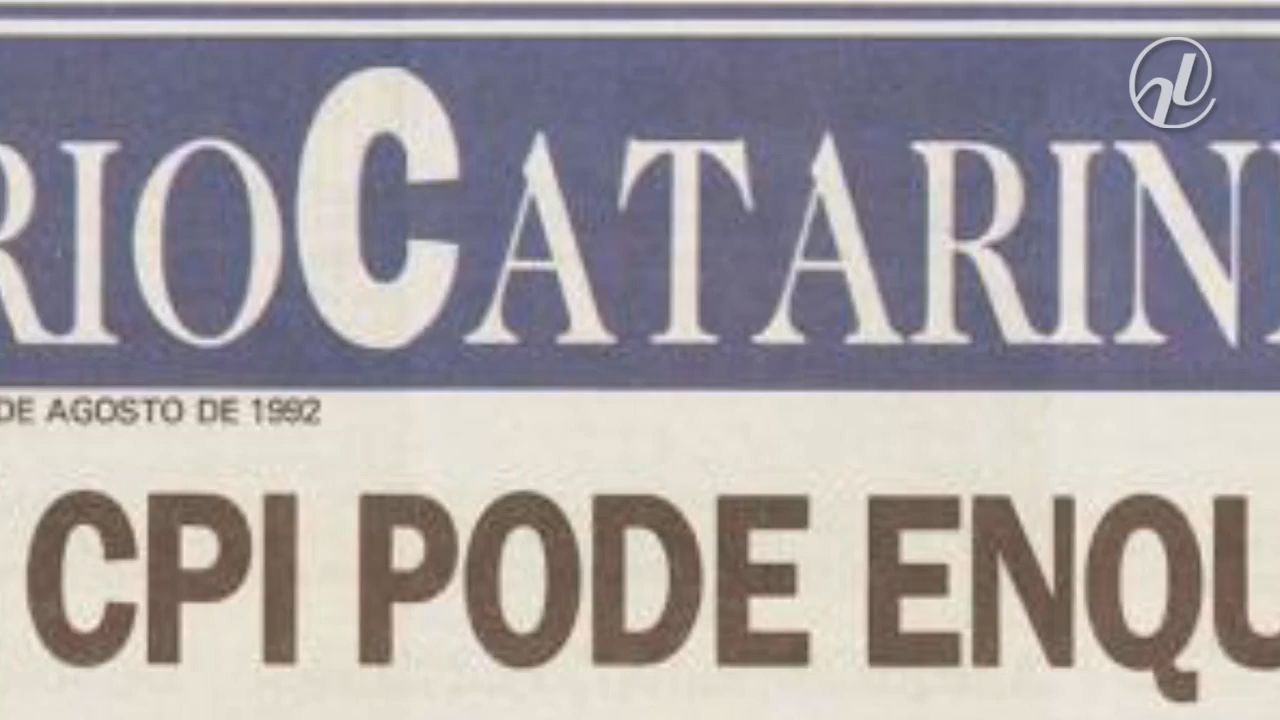 RIOCATARIN
DE AGOSTO DE 1992
CPI PODE ENQU